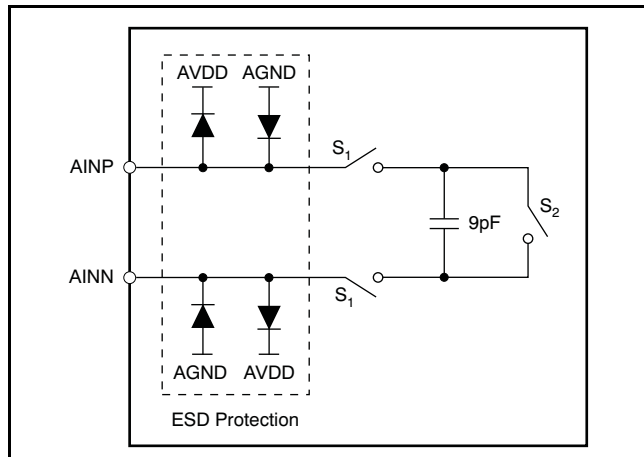 AVDD AGND
S1
AINP
S2
9pF
AINN
S1
AGND AVDD
ESD Protection